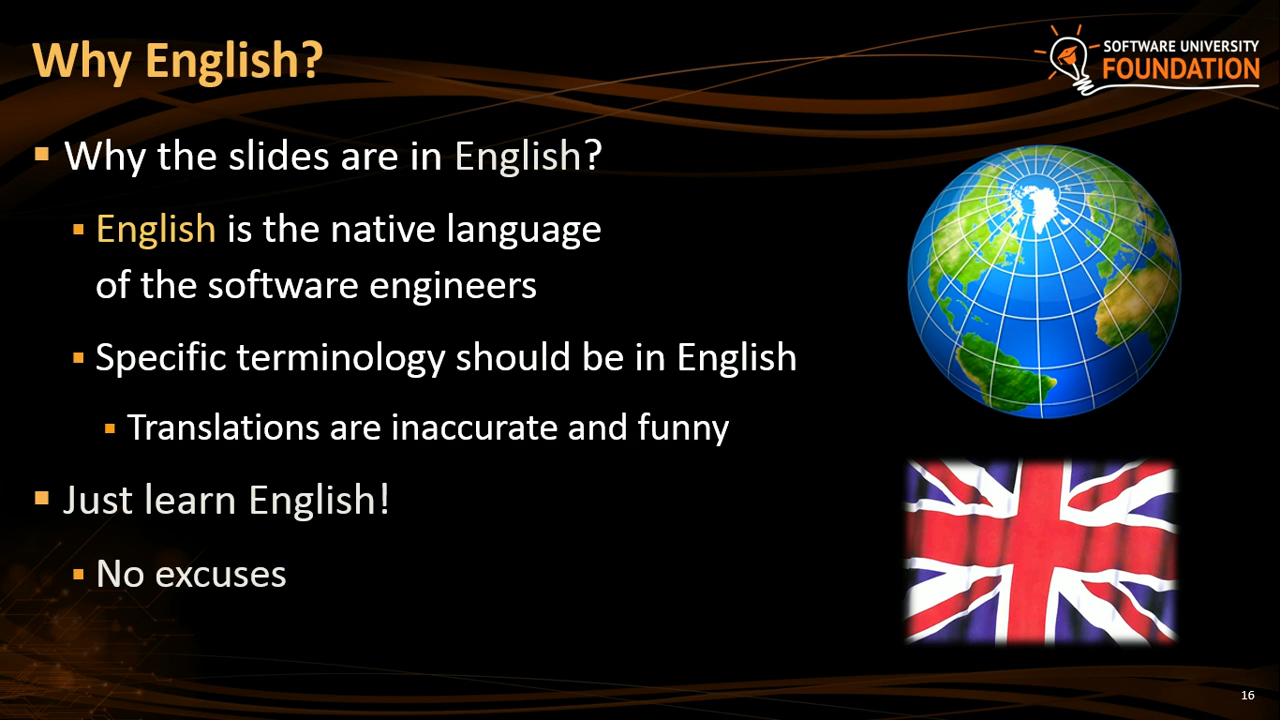 Why English?
SOFTWARE UNIVERSITY
FOUNDATION
Why the slides are in English?
English is the native language
of the software engineers
Specific terminology should be in English
Translations are inaccurate and funny
Just learn English!
No excuses
16